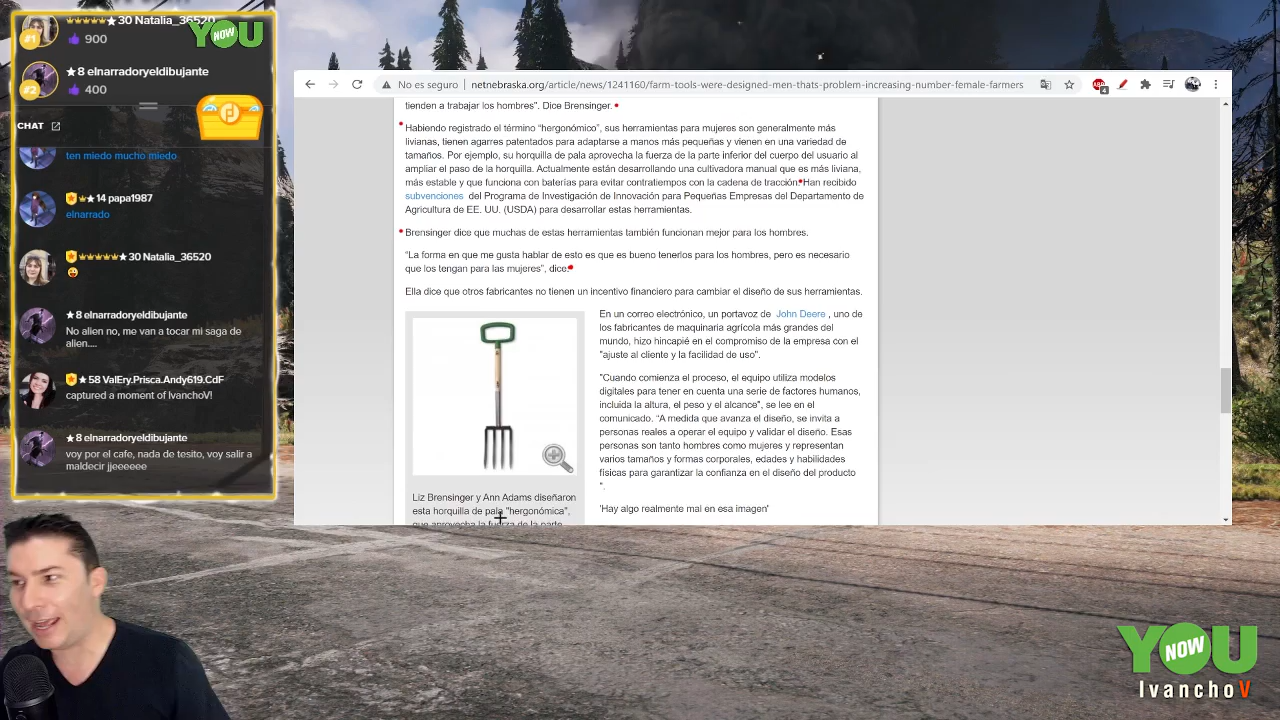 #1
★★★★★★ 30 Natalia_36520
900
YOU
NOW
#2
★ 8 elnarradoryeldibujante
400
CHAT
ten miedo mucho miedo
★ 14 papa1987
elnarrado
★★★★★★ 30 Natalia_36520
★ 8 elnarradoryeldibujante
No alien no, me van a tocar mi saga de
alien....
★ 58 ValEry.Prisca.Andy619.CdF
captured a moment of IvanchoV!
★ 8 elnarradoryeldibujante
voy por el cafe, nada de tesito, voy salir a
maldecir jjeeeeee
No es seguro | netnebraska.org/article/news/1241160/farm-tools-were-designed-men-thats-problem-increasing-number-female-farmers
ABP
4
tienden a trabajar los hombres". Dice Brensinger.
Habiendo registrado el término "hergonómico", sus herramientas para mujeres son generalmente más
livianas, tienen agarres patentados para adaptarse a manos más pequeñas y vienen en una variedad de
tamaños. Por ejemplo, su horquilla de pala aprovecha la fuerza de la parte inferior del cuerpo del usuario al
ampliar el paso de la horquilla. Actualmente están desarrollando una cultivadora manual que es más liviana,
más estable y que funciona con baterías para evitar contratiempos con la cadena de tracción. Han recibido
subvenciones del Programa de Investigación de Innovación para Pequeñas Empresas del Departamento de
Agricultura de EE. UU. (USDA) para desarrollar estas herramientas.
Brensinger dice que muchas de estas herramientas también funcionan mejor para los hombres.
"La forma en que me gusta hablar de esto es que es bueno tenerlos para los hombres, pero es necesario
que los tengan para las mujeres", dice.
Ella dice que otros fabricantes no tienen un incentivo financiero para cambiar el diseño de sus herramientas.
En un correo electrónico, un portavoz de John Deere , uno de
los fabricantes de maquinaria agrícola más grandes del
mundo, hizo hincapié en el compromiso de la empresa con el
"ajuste al cliente y la facilidad de uso".
"Cuando comienza el proceso, el equipo utiliza modelos
digitales para tener en cuenta una serie de factores humanos,
incluida la altura, el peso y el alcance", se lee en el
comunicado. "A medida que avanza el diseño, se invita a
personas reales a operar el equipo y validar el diseño. Esas
personas son tanto hombres como mujeres y representan
varios tamaños y formas corporales, edades y habilidades
físicas para garantizar la confianza en el diseño del producto
".
'Hay algo realmente mal en esa imagen'
Liz Brensinger y Ann Adams diseñaron
esta horquilla de pala "hergonómica",
que aprovecha la fuerza de la parte
YOU
NOW
IvanchoV